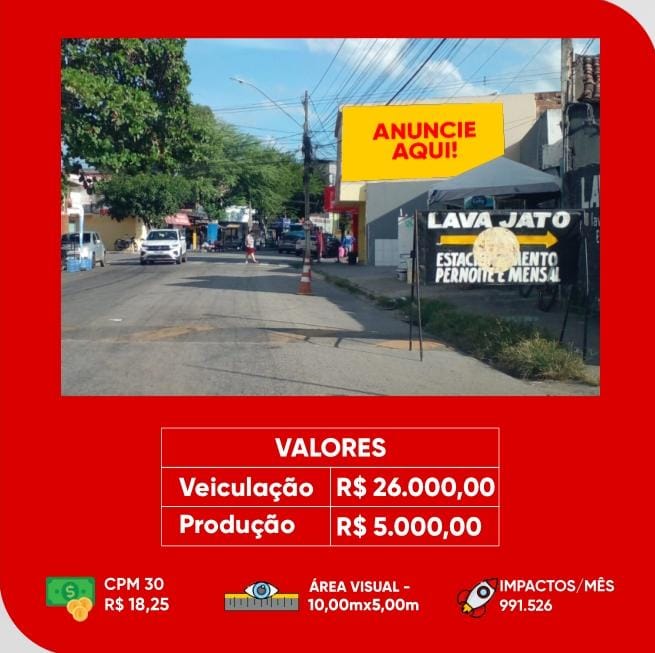 ANUNCIE
AQUI!
LAVA JATO
PERNOITE E MENSAL
VALORES
Veiculação R$ 26.000,00
Produção R$ 5.000,00
CPM 30
R$ 18,25
ÁREA VISUAL -
10,00mx5,00m
IMPACTOS/MÊS
991.526